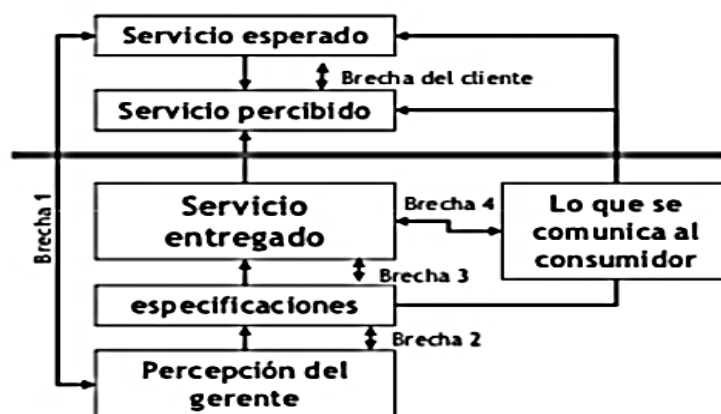 Servicio esperado
Brecha del cliente
Servicio percibido
Brecha 1
Servicio
entregado
Brecha 4
Lo que se
comunica al
consumidor
Brecha 3
especificaciones
Brecha 2
Percepción del
gerente